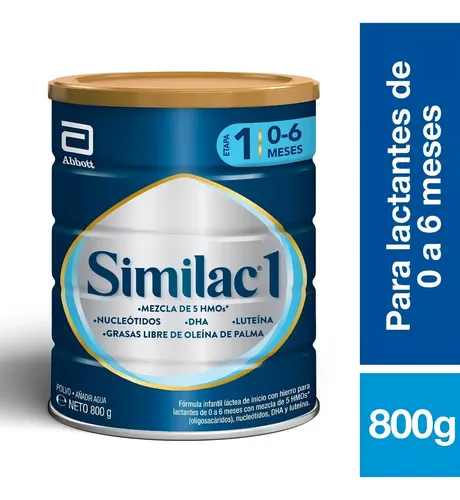 Abbott
ETAPA 1 0-6 MESES
Similac® 1
•MEZCLA DE 5 HMOs*
•NUCLEÓTIDOS •DHA •LUTEÍNA
•GRASAS LIBRE DE OLEÍNA DE PALMA
POLVO • AÑADIR AGUA
℮ NETO 800 g
Fórmula infantil láctea de inicio con hierro para
lactantes de 0 a 6 meses con mezcla de 5 HMOs*
(oligosacáridos), nucleótidos, DHA y luteína.
Para lactantes de
0 a 6 meses
800g